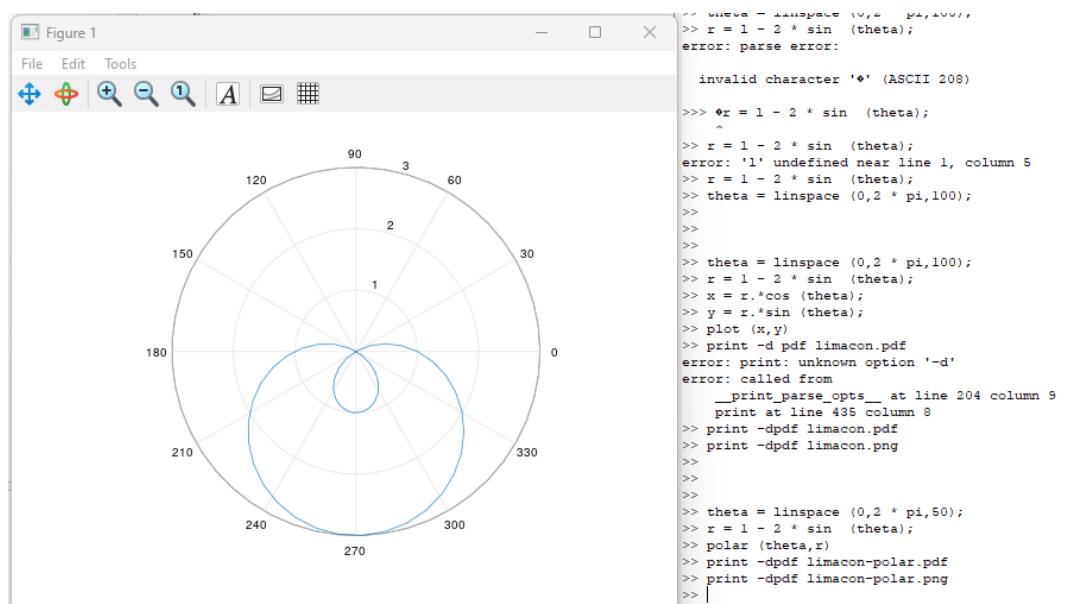 Figure 1
File Edit Tools
A
90
3
120
60
2
150
30
1
180
0
210
330
240
300
270
>> theta = linspace (0,2 * pi,100);
>> r = 1 - 2 * sin  (theta);
error: parse error:
invalid character '�' (ASCII 208)
>>> �r = 1 - 2 * sin  (theta);
^
>> r = l - 2 * sin  (theta);
error: 'l' undefined near line 1, column 5
>> r = 1 - 2 * sin  (theta);
>> theta = linspace (0,2 * pi,100);
>>
>>
>>
>> theta = linspace (0,2 * pi,100);
>> r = 1 - 2 * sin  (theta);
>> x = r.*cos (theta);
>> y = r.*sin (theta);
>> plot (x,y)
>> print -d pdf limacon.pdf
error: print: unknown option '-d'
error: called from
__print_parse_opts__ at line 204 column 9
print at line 435 column 8
>> print -dpdf limacon.pdf
>> print -dpdf limacon.png
>>
>>
>>
>> theta = linspace (0,2 * pi,50);
>> r = 1 - 2 * sin  (theta);
>> polar (theta,r)
>> print -dpdf limacon-polar.pdf
>> print -dpdf limacon-polar.png
>>